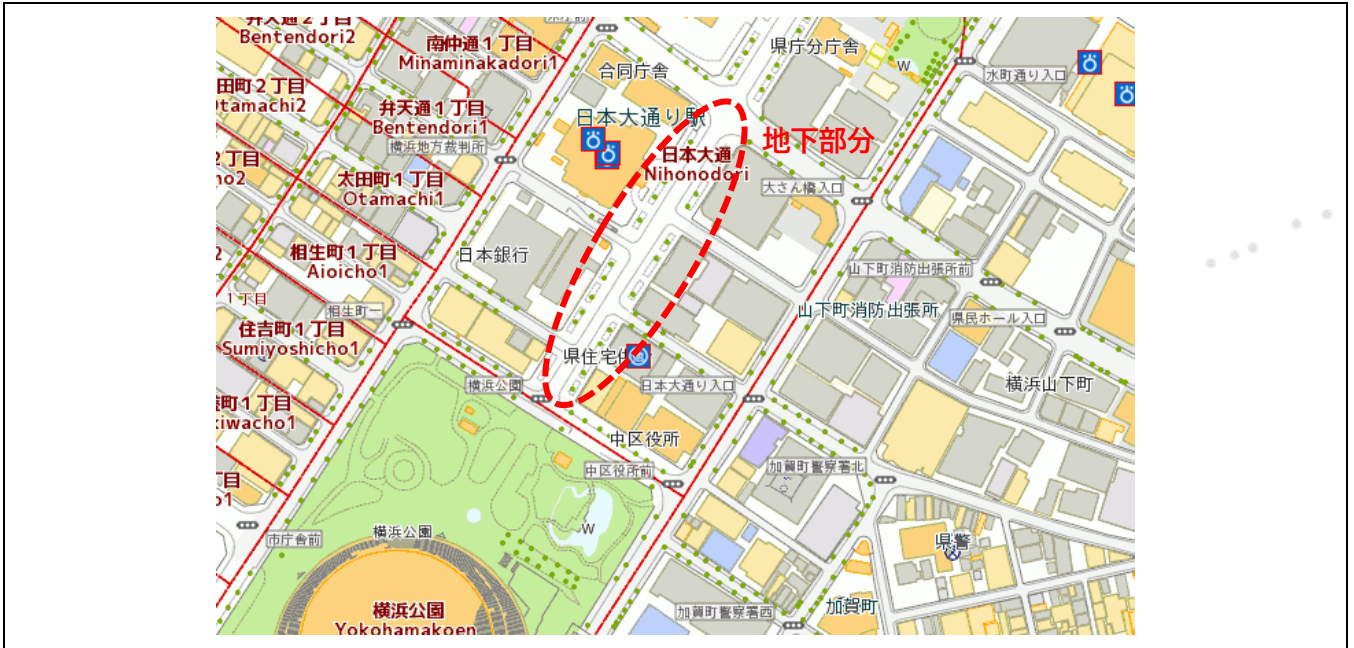 弁天通2丁目
Bentendori2
南仲通1丁目
Minaminakadori1
県庁分庁舎
W
合同庁舎
水町通り入口
田町2丁目
tamachi2
弁天通1丁目
Bentendori1
日本大通り駅
地下部分
横浜地方裁判所
日本大通
Nihonodori
2丁目
no2
太田町1丁目
Otamachi1
大さん橋入口
相生町1丁目
Aioicho1
日本銀行
山下町消防出張所前
1丁目
相生町一
山下町消防出張所
県民ホール入口
住吉町1丁目
Sumiyoshicho1
県住宅供
横浜公園
日本大通り入口
横浜山下町
町1丁目
iwacho1
中区役所
中区役所前
加賀町警察署北
丁目
o1
W
市庁舎前
横浜公園
県警
横浜公園
Yokohamakoen
加賀町警察署西
加賀町